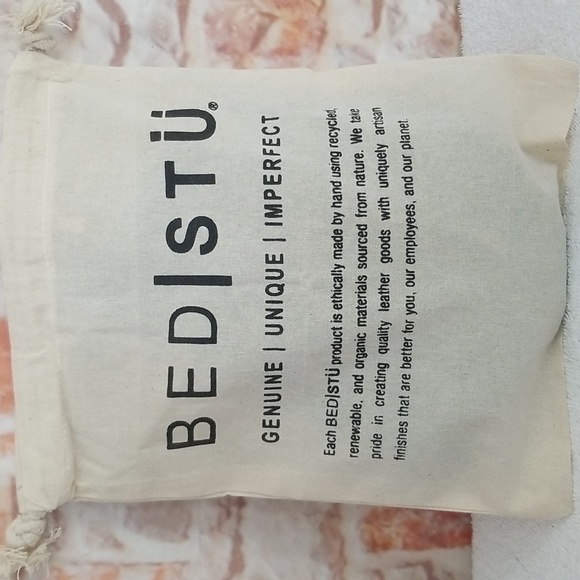 BED|STÜ®
GENUINE | UNIQUE | IMPERFECT
Each BED|STÜ product is ethically made by hand using recycled,
renewable, and organic materials sourced from nature. We take
pride in creating quality leather goods with uniquely artisan
finishes that are better for you, our employees, and our planet.